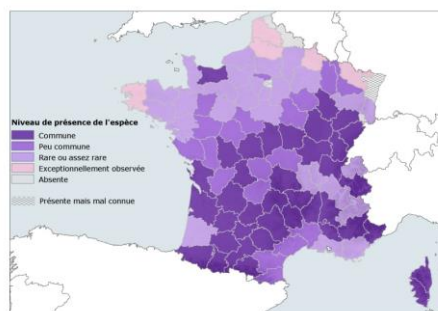 Niveau de présence de l'espèce
Commune
Peu commune
Rare ou assez rare
Exceptionnellement observée
Absente
Présente mais mal connue